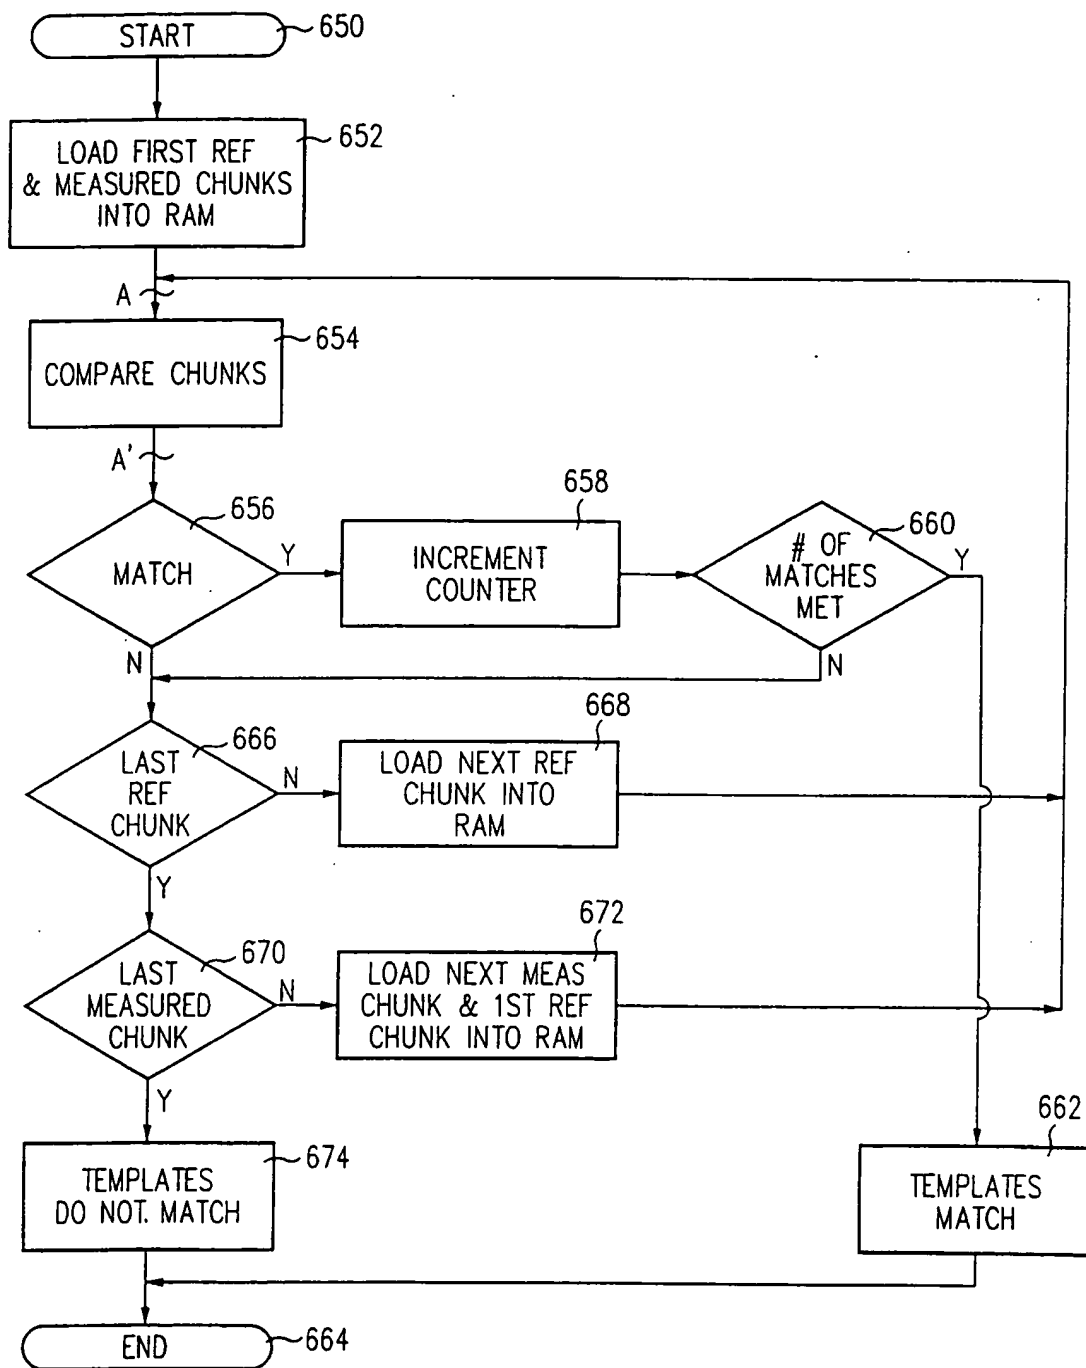 START
650
LOAD FIRST REF
& MEASURED CHUNKS
INTO RAM
652
A
COMPARE CHUNKS
654
A'
MATCH
656
Y
N
INCREMENT
COUNTER
658
# OF
MATCHES
MET
660
Y
N
LAST
REF
CHUNK
666
N
Y
LOAD NEXT REF
CHUNK INTO
RAM
668
LAST
MEASURED
CHUNK
670
N
Y
LOAD NEXT MEAS
CHUNK & 1ST REF
CHUNK INTO RAM
672
TEMPLATES
DO NOT. MATCH
674
TEMPLATES
MATCH
662
END
664